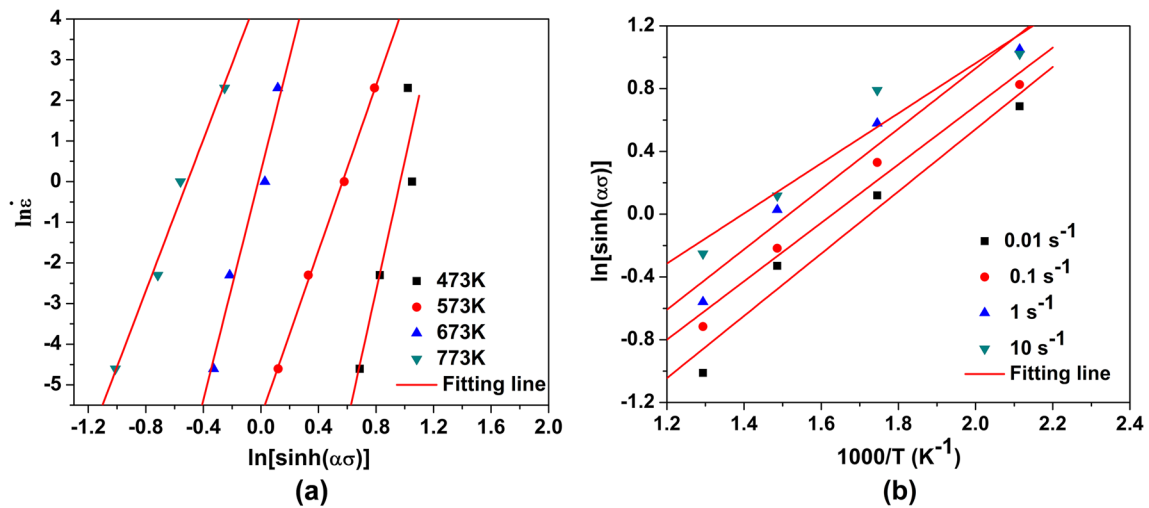 4
3
2
1
0
-1
-2
-3
-4
-5
lnε̇
-1.2 -0.8 -0.4 0.0 0.4 0.8 1.2 1.6 2.0
ln[sinh(ασ)]
473K
573K
673K
773K
Fitting line
(a)
1.2
0.8
0.4
0.0
-0.4
-0.8
-1.2
ln[sinh(ασ)]
1.2 1.4 1.6 1.8 2.0 2.2 2.4
1000/T (K⁻¹)
0.01 s⁻¹
0.1 s⁻¹
1 s⁻¹
10 s⁻¹
Fitting line
(b)